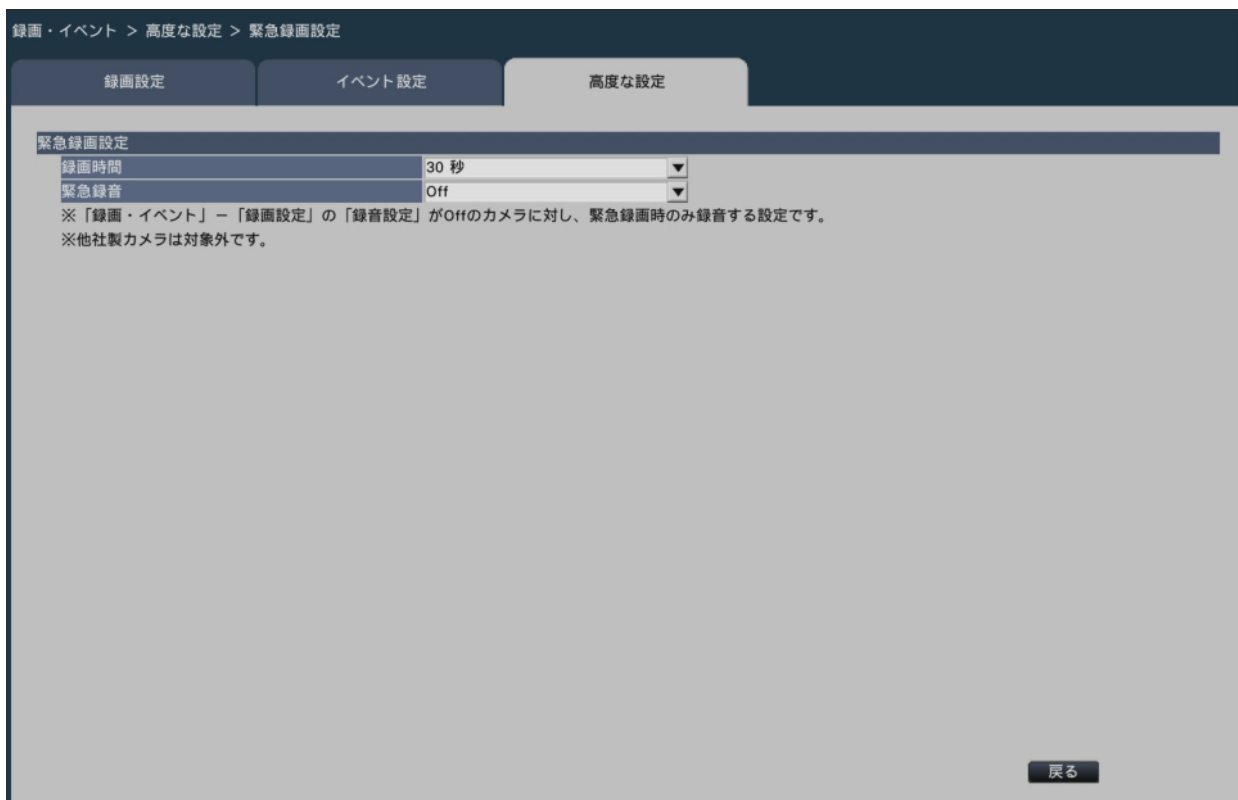 録画・イベント > 高度な設定 > 緊急録画設定
録画設定
イベント設定
高度な設定
緊急録画設定
録画時間 30 秒
緊急録音 Off
※「録画・イベント」－「録画設定」の「録音設定」がOffのカメラに対し、緊急録画時のみ録音する設定です。
※他社製カメラは対象外です。
戻る